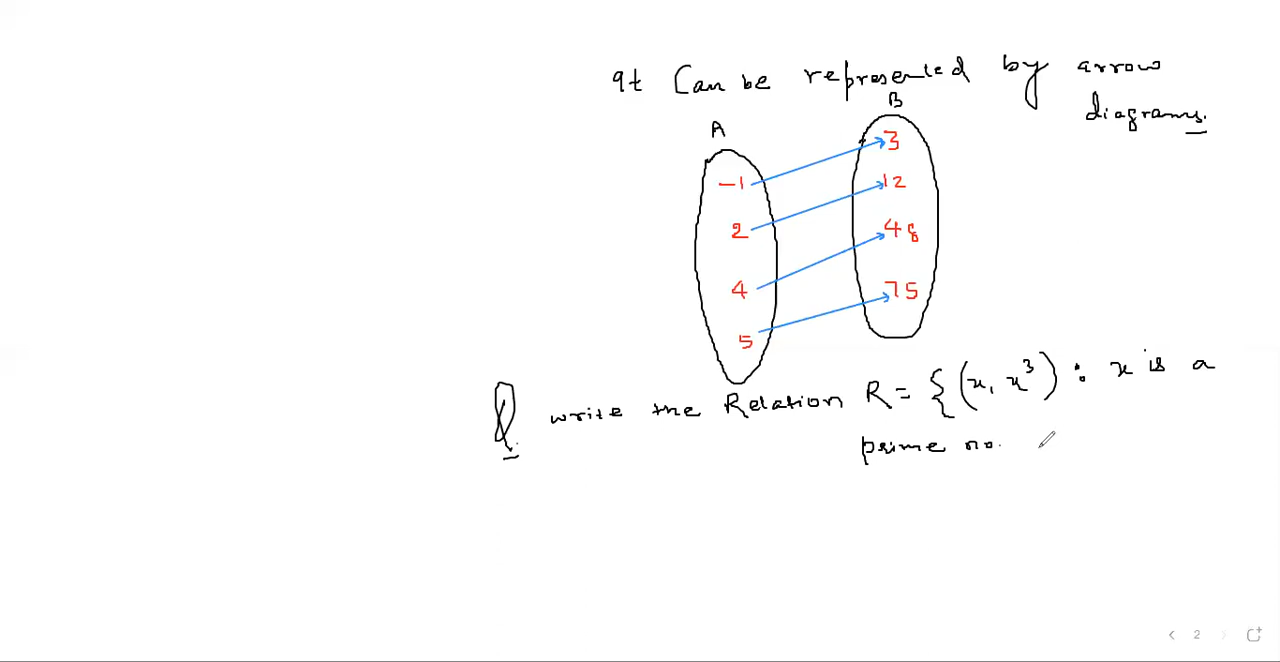 It can be represented by arrow
diagrams.
A B
-1 3
2 12
4 48
5 75
Q. write the Relation R = {(x, x³) : x is a
prime no.
2